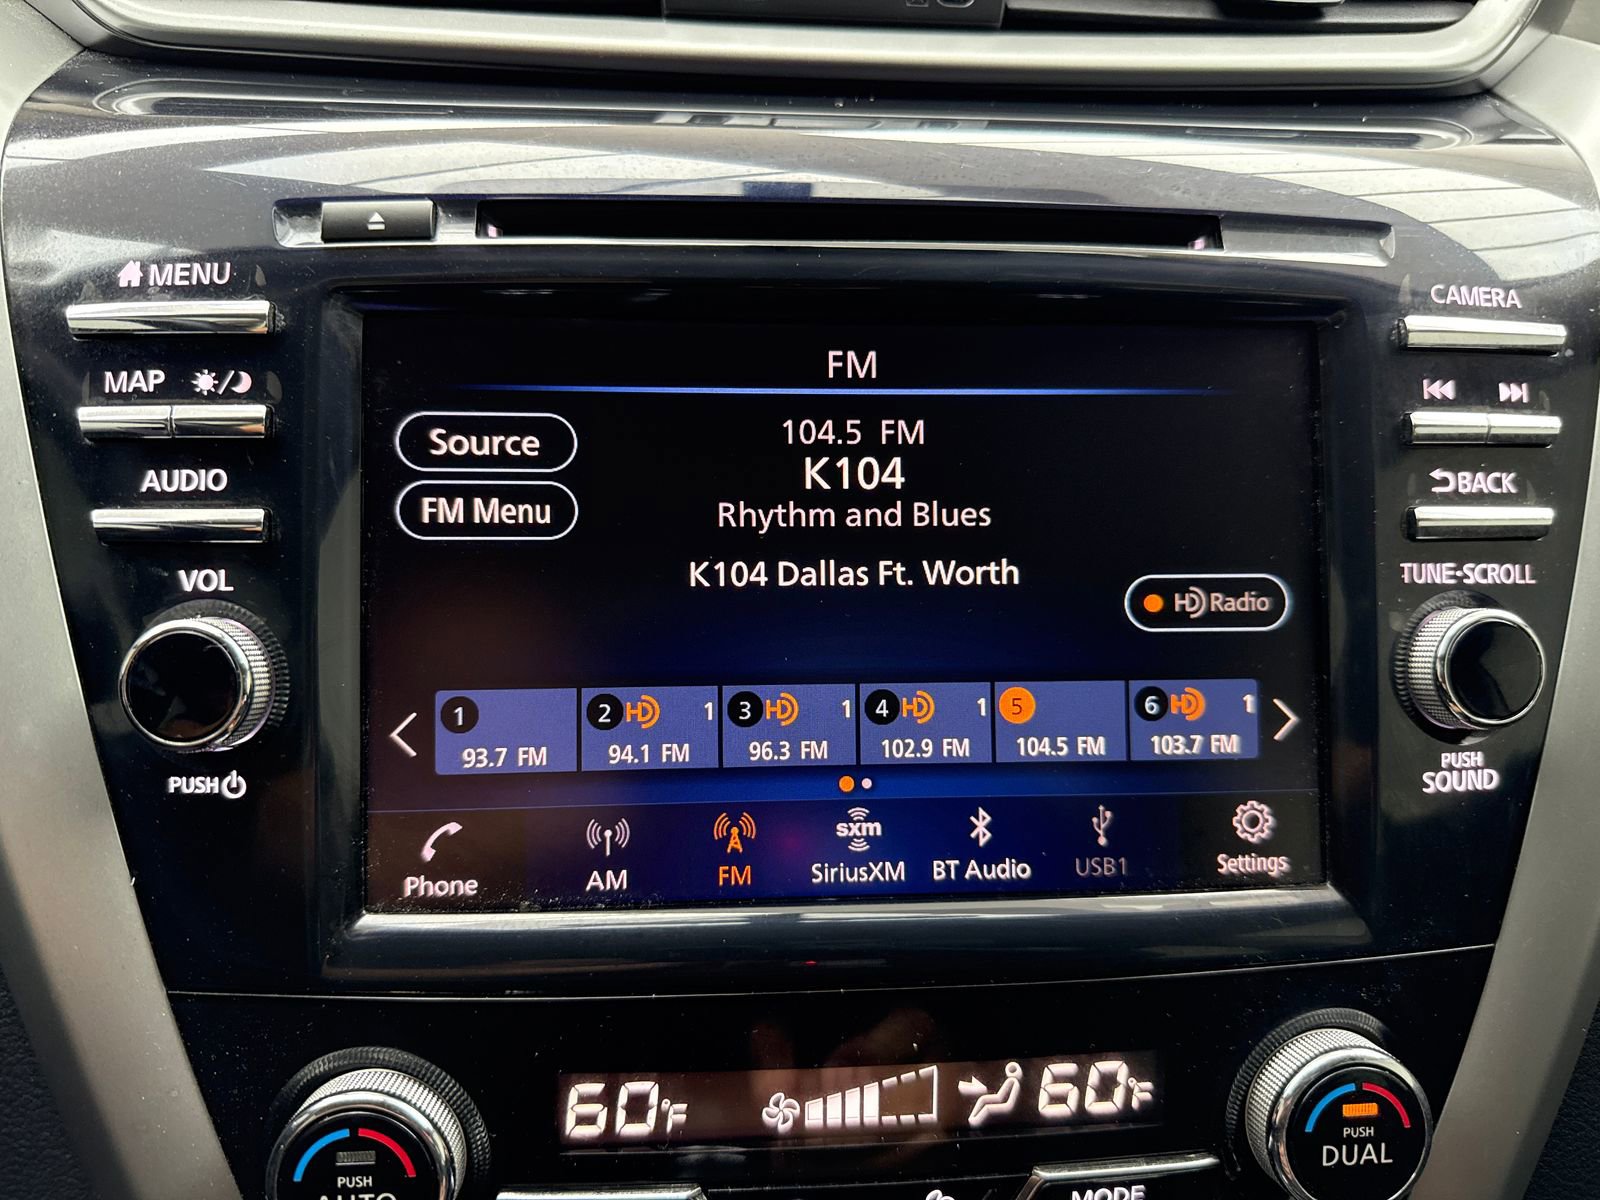 MENU
CAMERA
MAP
AUDIO
BACK
VOL
TUNE•SCROLL
PUSH
PUSH
SOUND
FM
Source
104.5 FM
K104
FM Menu
Rhythm and Blues
K104 Dallas Ft. Worth
HD Radio
1
93.7 FM
2 HD 1
94.1 FM
3 HD 1
96.3 FM
4 HD 1
102.9 FM
5
104.5 FM
6 HD 1
103.7 FM
Phone
AM
FM
sxm
SiriusXM
BT Audio
USB1
Settings
60°F
60°F
PUSH
AUTO
PUSH
DUAL
MODE